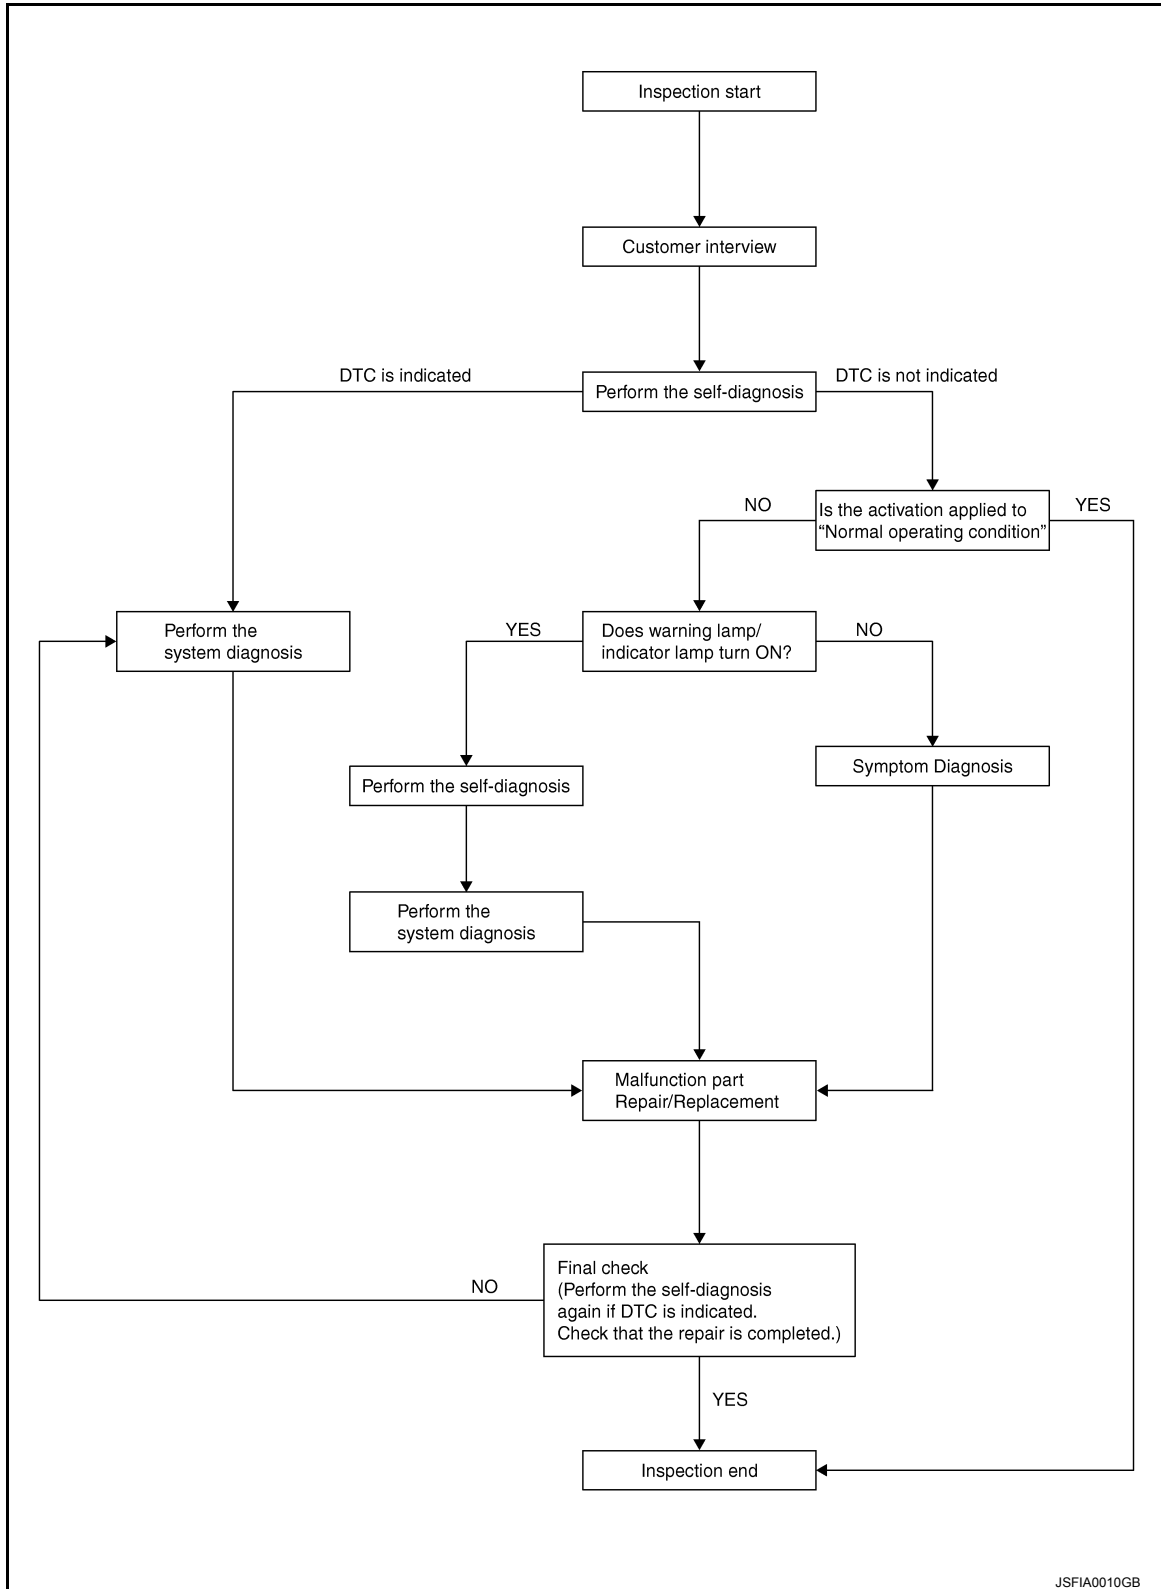 Inspection start
Customer interview
DTC is indicated
DTC is not indicated
Perform the self-diagnosis
NO
Is the activation applied to
“Normal operating condition”
YES
Perform the
system diagnosis
YES
Does warning lamp/
indicator lamp turn ON?
NO
Perform the self-diagnosis
Symptom Diagnosis
Perform the
system diagnosis
Malfunction part
Repair/Replacement
NO
Final check
(Perform the self-diagnosis
again if DTC is indicated.
Check that the repair is completed.)
YES
Inspection end
JSFIA0010GB